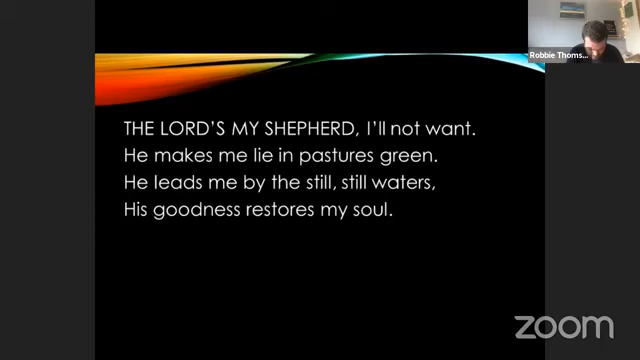 Robbie Thoms...
THE LORD'S MY SHEPHERD, I'll not want.
He makes me lie in pastures green.
He leads me by the still, still waters,
His goodness restores my soul.
zoom